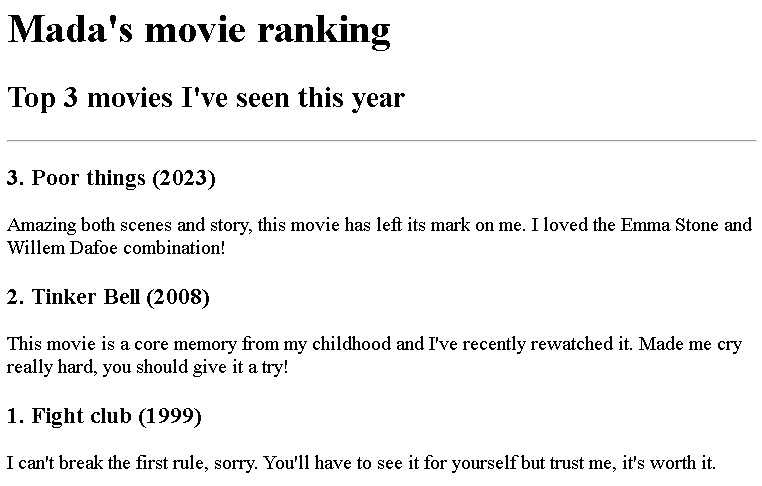 Mada's movie ranking
Top 3 movies I've seen this year
3. Poor things (2023)
Amazing both scenes and story, this movie has left its mark on me. I loved the Emma Stone and
Willem Dafoe combination!
2. Tinker Bell (2008)
This movie is a core memory from my childhood and I've recently rewatched it. Made me cry
really hard, you should give it a try!
1. Fight club (1999)
I can't break the first rule, sorry. You'll have to see it for yourself but trust me, it's worth it.